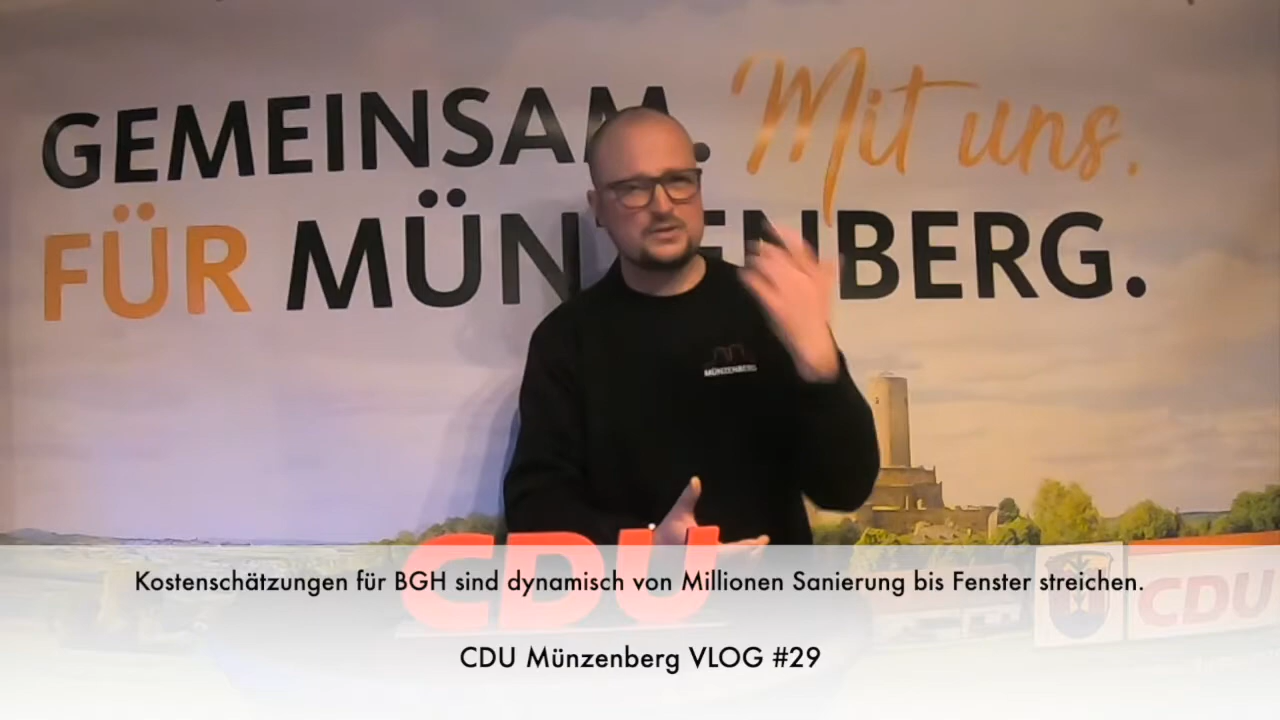 GEMEINSAM. Mit uns.
FÜR MÜNZENBERG.
MÜNZENBERG
CDU
CDU
Kostenschätzungen für BGH sind dynamisch von Millionen Sanierung bis Fenster streichen.
CDU Münzenberg VLOG #29